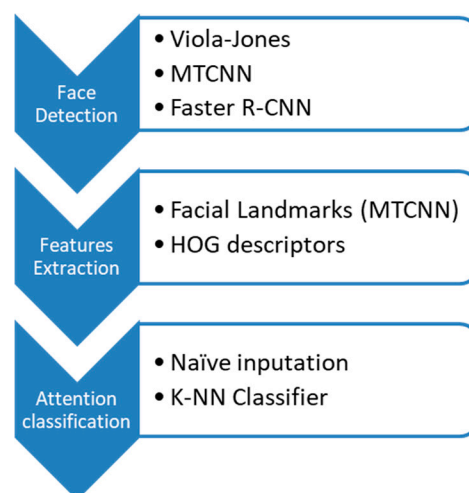 Face
Detection
• Viola-Jones
• MTCNN
• Faster R-CNN
Features
Extraction
• Facial Landmarks (MTCNN)
• HOG descriptors
Attention
classification
• Naïve inputation
• K-NN Classifier